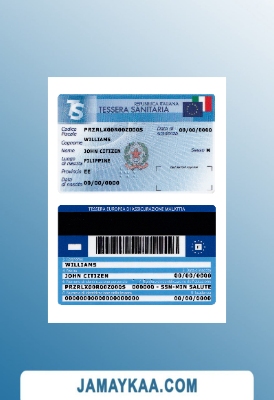 TS
REPUBBLICA ITALIANA
TESSERA SANITARIA
Codice Fiscale PRZRLX00R00Z000S Data di scadenza 00/00/0000
Cognome WILLIAMS
Nome JOHN CITIZEN Sesso M
Luogo di nascita FILIPPINE
Provincia EE
Data di nascita 00/00/0000
TESSERA EUROPEA DI ASSICURAZIONE MALATTIA
WILLIAMS
JOHN CITIZEN 00/00/0000
PRZRLX00R00Z000S 000000 - SSN-MIN SALUTE
00000000000000000000 00/00/0000
JAMAYKAA.COM